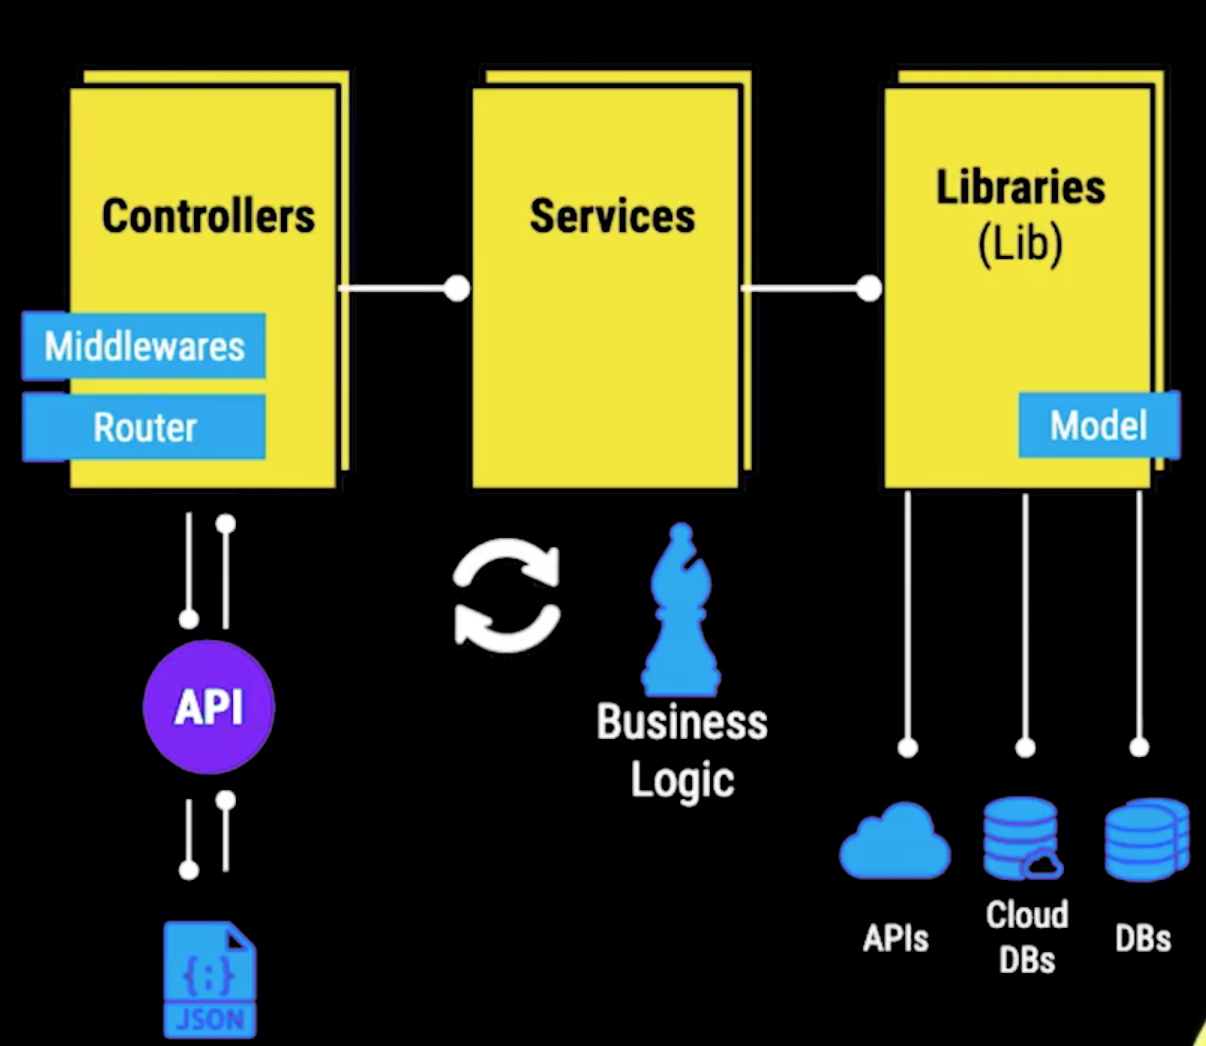 Controllers
Middlewares
Router
Services
Libraries
(Lib)
Model
API
{:}
JSON
Business
Logic
APIs
Cloud
DBs
DBs